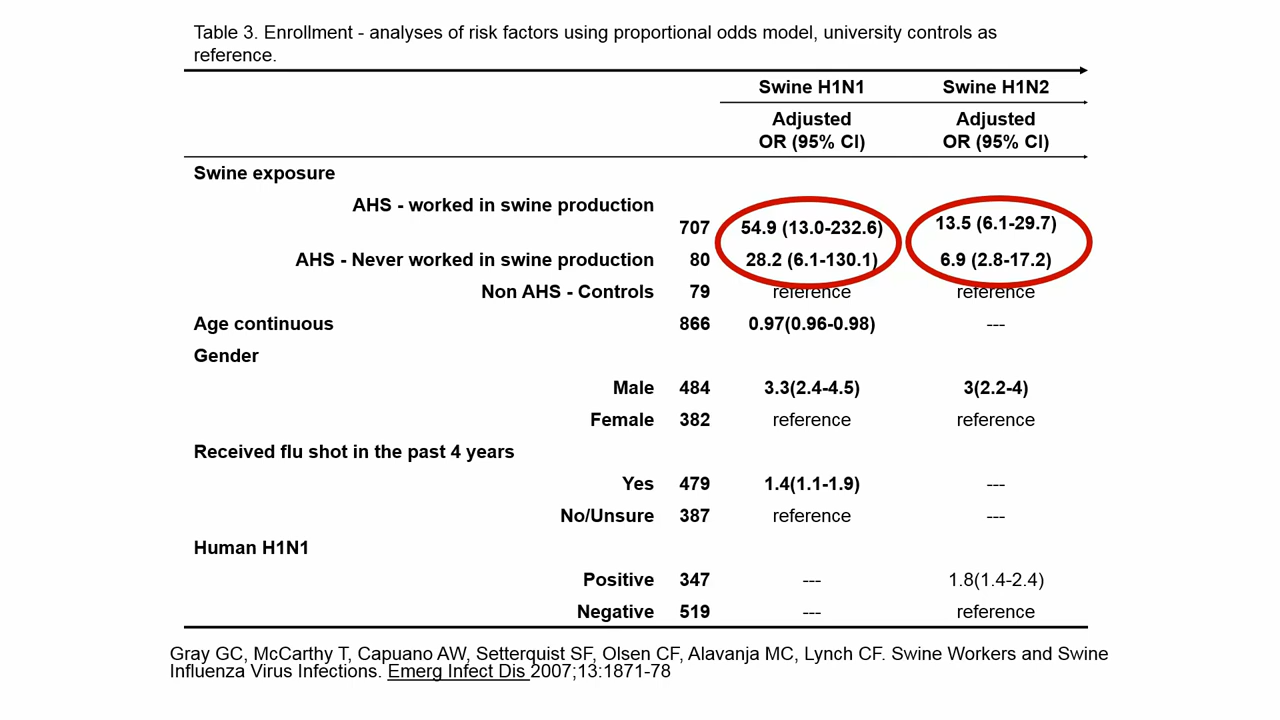 Table 3. Enrollment - analyses of risk factors using proportional odds model, university controls as
reference.
Swine H1N1 Swine H1N2
Adjusted Adjusted
OR (95% CI) OR (95% CI)
Swine exposure
AHS - worked in swine production
707 54.9 (13.0-232.6) 13.5 (6.1-29.7)
AHS - Never worked in swine production 80 28.2 (6.1-130.1) 6.9 (2.8-17.2)
Non AHS - Controls 79 reference reference
Age continuous 866 0.97(0.96-0.98) ---
Gender
Male 484 3.3(2.4-4.5) 3(2.2-4)
Female 382 reference reference
Received flu shot in the past 4 years
Yes 479 1.4(1.1-1.9) ---
No/Unsure 387 reference ---
Human H1N1
Positive 347 --- 1.8(1.4-2.4)
Negative 519 --- reference
Gray GC, McCarthy T, Capuano AW, Setterquist SF, Olsen CF, Alavanja MC, Lynch CF. Swine Workers and Swine
Influenza Virus Infections. Emerg Infect Dis 2007;13:1871-78